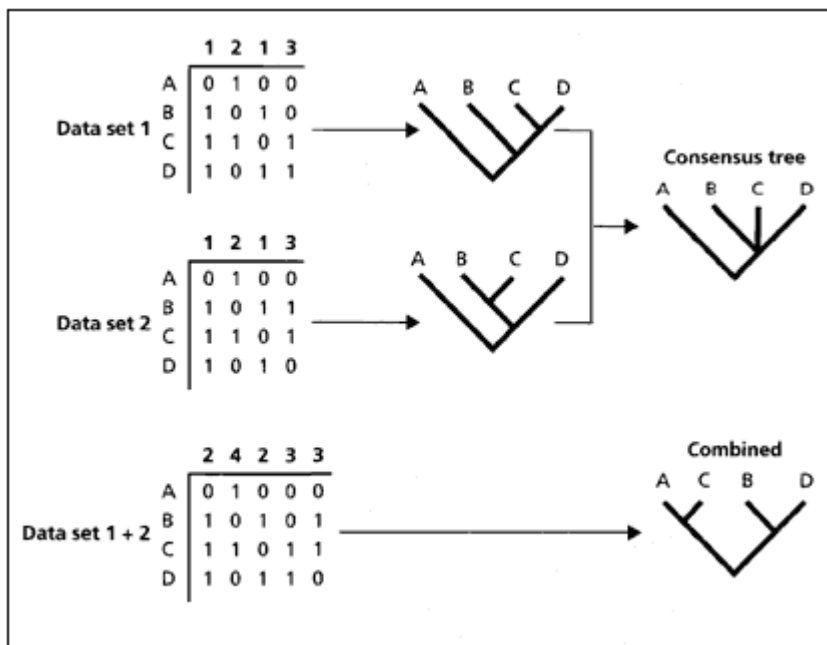 1 2 1 3
A 0 1 0 0
B 1 0 1 0
Data set 1
C 1 1 0 1
D 1 0 1 1
A B C D
Consensus tree
A B C D
1 2 1 3
A 0 1 0 0
B 1 0 1 1
Data set 2
C 1 1 0 1
D 1 0 1 0
A B C D
2 4 2 3 3
A 0 1 0 0 0
B 1 0 1 0 1
Data set 1 + 2
C 1 1 0 1 1
D 1 0 1 1 0
Combined
A C B D